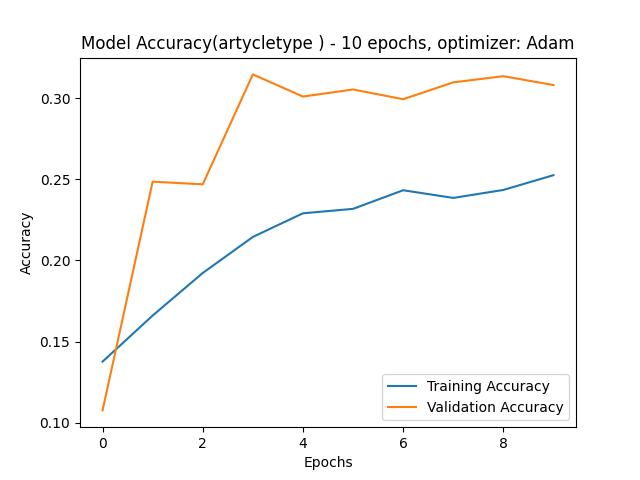 Model Accuracy(artycletype ) - 10 epochs, optimizer: Adam
0.30
0.25
0.20
0.15
0.10
Accuracy
0 2 4 6 8
Epochs
Training Accuracy
Validation Accuracy